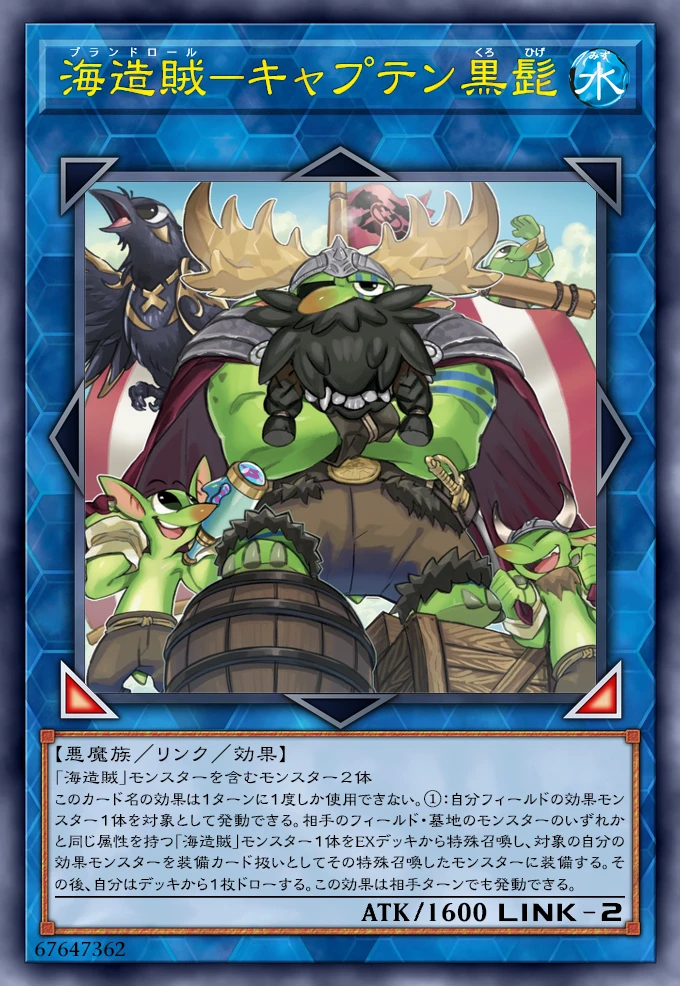 ブランドロール くろ ひげ
海造賊－キャプテン黒髭
みず
水
【悪魔族／リンク／効果】
「海造賊」モンスターを含むモンスター２体
このカード名の効果は１ターンに１度しか使用できない。①：自分フィールドの効果モン
スター１体を対象として発動できる。相手のフィールド・墓地のモンスターのいずれか
と同じ属性を持つ「海造賊」モンスター１体をEXデッキから特殊召喚し、対象の自分の
効果モンスターを装備カード扱いとしてその特殊召喚したモンスターに装備する。そ
の後、自分はデッキから１枚ドローする。この効果は相手ターンでも発動できる。
ATK/1600 LINK-2
67647362